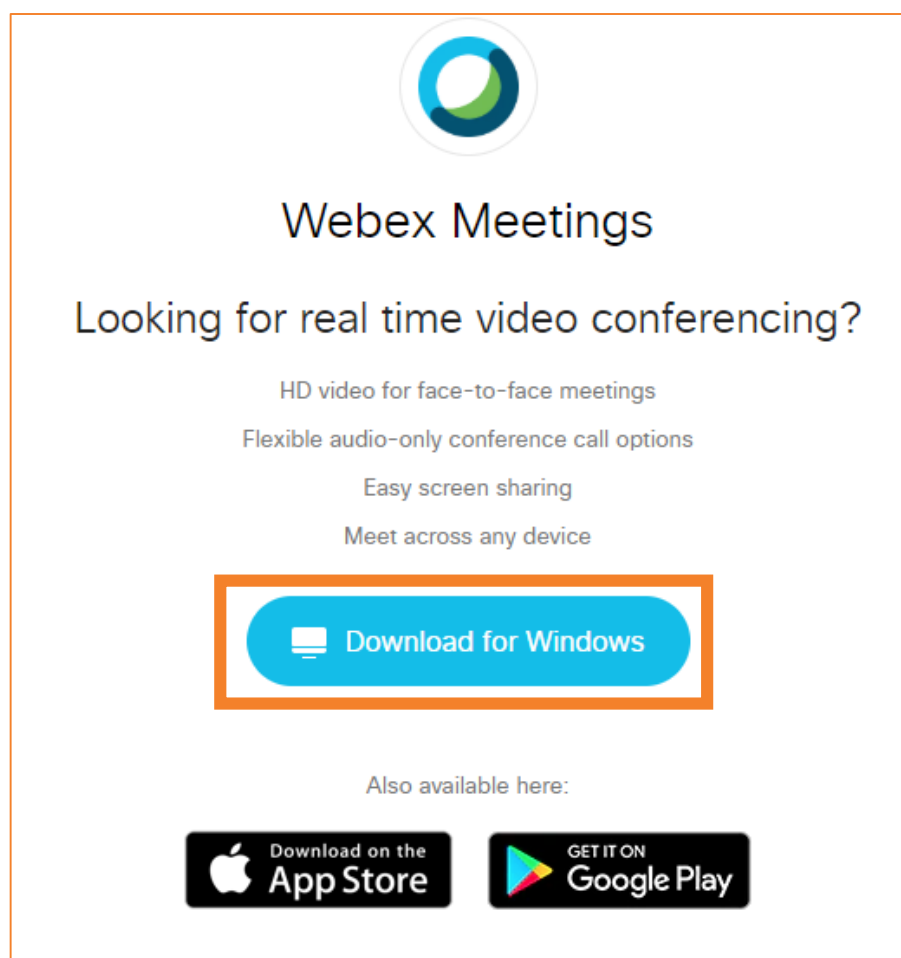 Webex Meetings
Looking for real time video conferencing?
HD video for face-to-face meetings
Flexible audio-only conference call options
Easy screen sharing
Meet across any device
Download for Windows
Also available here:
Download on the
App Store
GET IT ON
Google Play